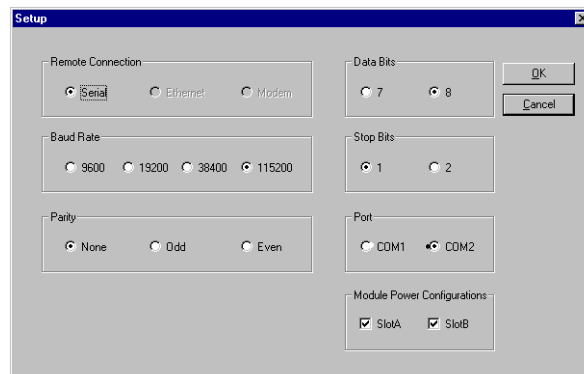 Setup
Remote Connection
Serial Ethernet Modem
Data Bits
7 8
OK
Cancel
Baud Rate
9600 19200 38400 115200
Stop Bits
1 2
Parity
None Odd Even
Port
COM1 COM2
Module Power Configurations
SlotA SlotB